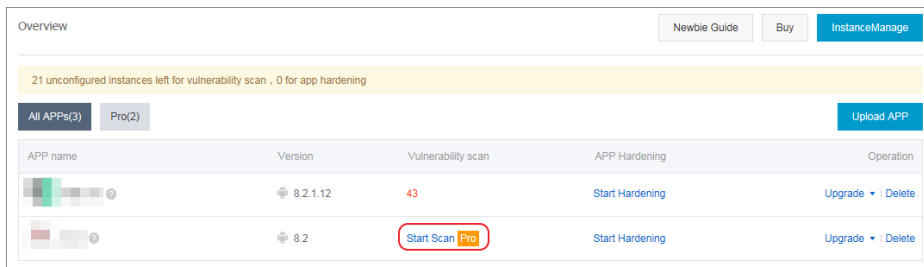 Overview Newbie Guide Buy InstanceManage
21 unconfigured instances left for vulnerability scan , 0 for app hardening
All APPs(3) Pro(2) Upload APP
APP name Version Vulnerability scan APP Hardening Operation
8.2.1.12 43 Start Hardening Upgrade Delete
8.2 Start Scan Pro Start Hardening Upgrade Delete